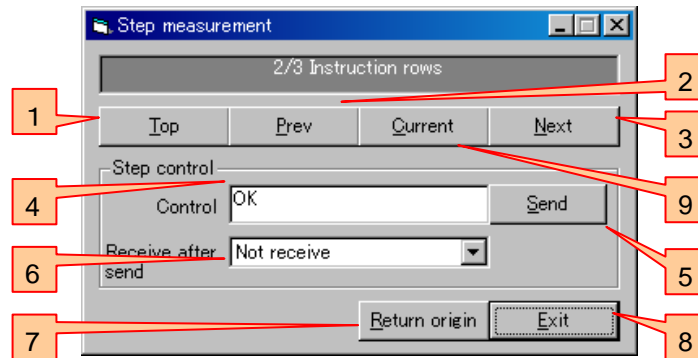 Step measurement
2/3 Instruction rows
2
1
Top
Prev
Current
Next
3
Step control
4
Control
OK
Send
9
6
Receive after
send
Not receive
5
7
Return origin
Exit
8